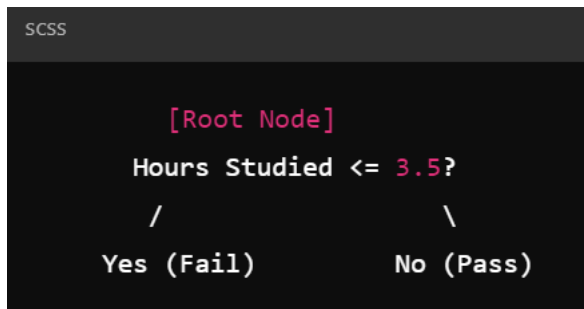 scss
[Root Node]
Hours Studied <= 3.5?
/ \
Yes (Fail) No (Pass)